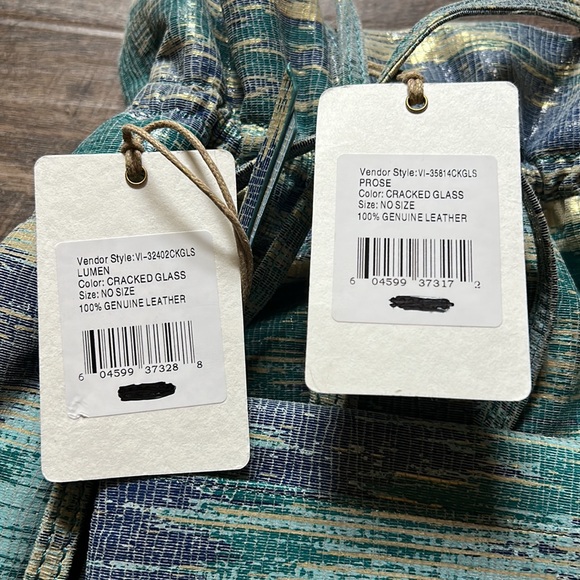 Vendor Style: VI-32402CKGLS
LUMEN
Color: CRACKED GLASS
Size: NO SIZE
100% GENUINE LEATHER
6 04599 37328 8
Vendor Style: VI-35814CKGLS
PROSE
Color: CRACKED GLASS
Size: NO SIZE
100% GENUINE LEATHER
6 04599 37317 2